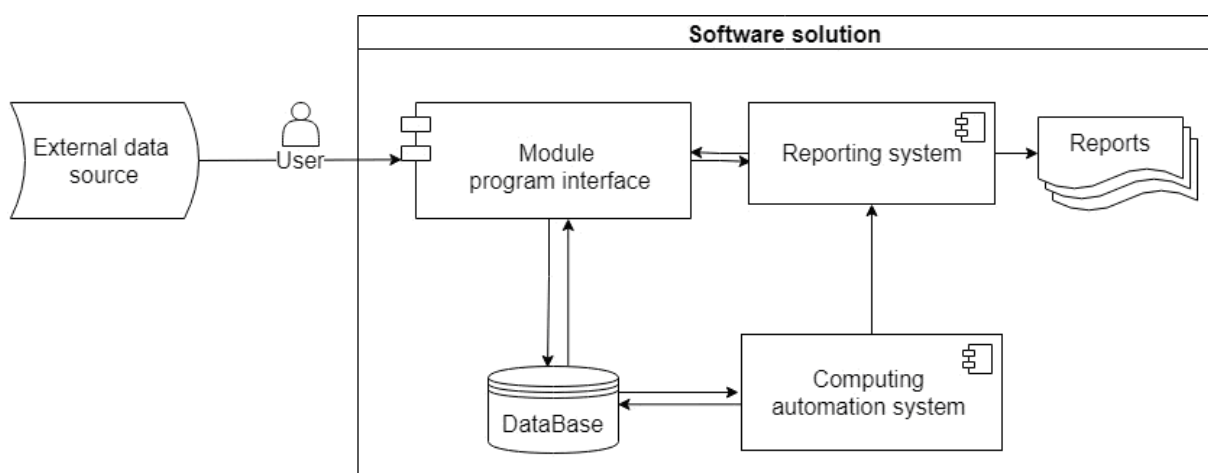 Software solution
External data
source
User
Module
program interface
Reporting system
Reports
DataBase
Computing
automation system